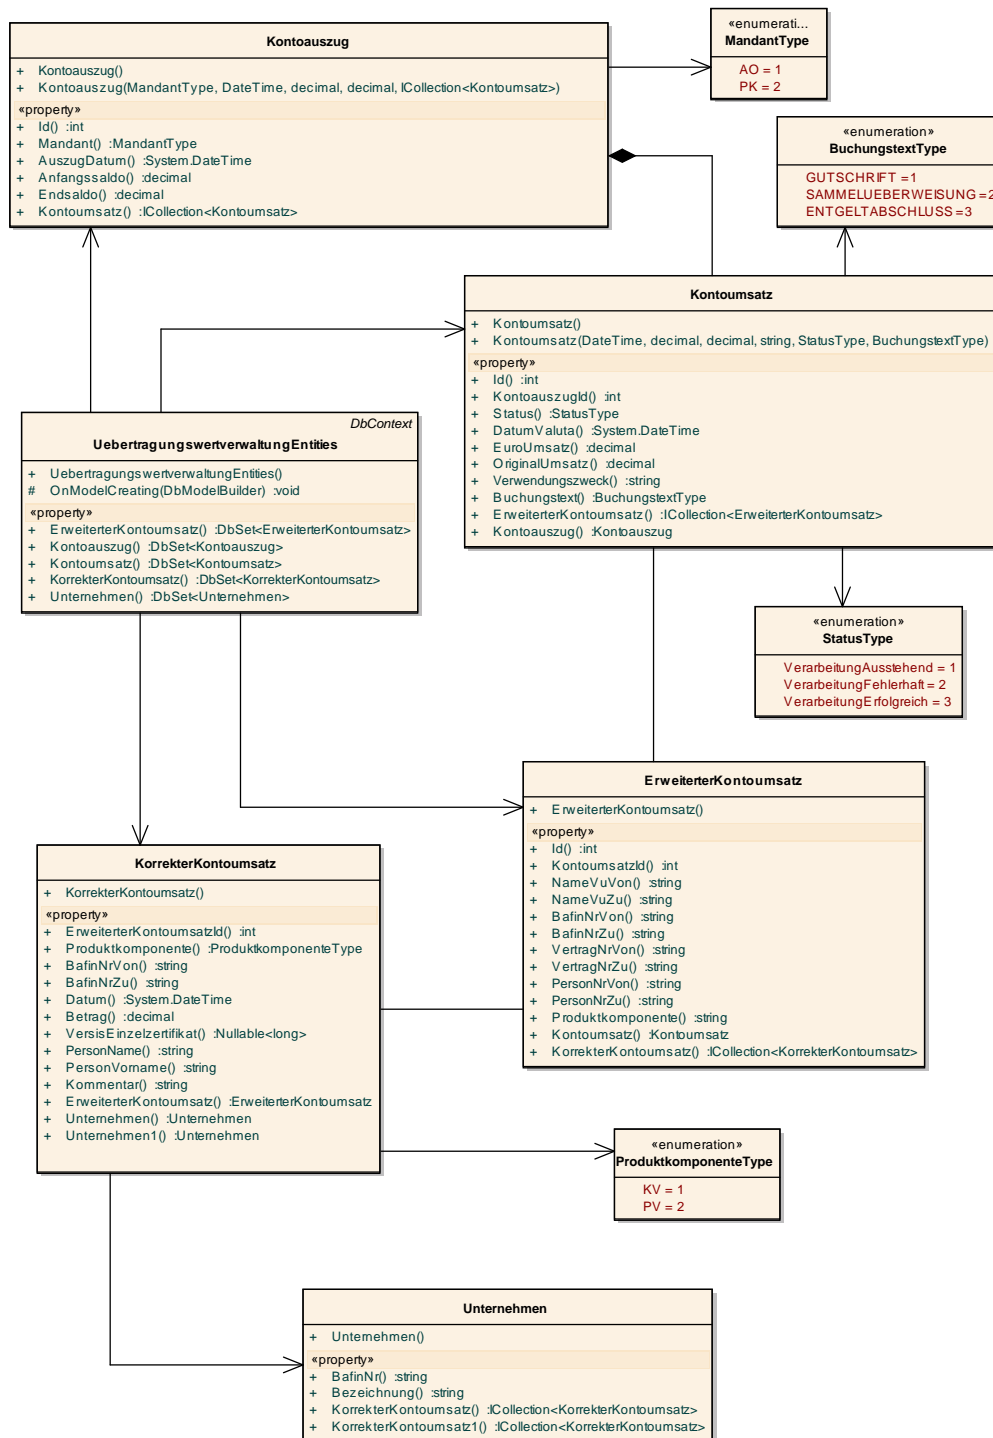 Kontoauszug
+ Kontoauszug()
+ Kontoauszug(MandantType, DateTime, decimal, decimal, ICollection<Kontoumsatz>)
«property»
+ Id() :int
+ Mandant() :MandantType
+ AuszugDatum() :System.DateTime
+ Anfangssaldo() :decimal
+ Endsaldo() :decimal
+ Kontoumsatz() :ICollection<Kontoumsatz>
«enumerati...
MandantType
AO = 1
PK = 2
«enumeration»
BuchungstextType
GUTSCHRIFT =1
SAMMELUEBERWEISUNG =2
ENTGELTABSCHLUSS =3
Kontoumsatz
+ Kontoumsatz()
+ Kontoumsatz(DateTime, decimal, decimal, string, StatusType, BuchungstextType)
«property»
+ Id() :int
+ KontoauszugId() :int
+ Status() :StatusType
+ DatumValuta() :System.DateTime
+ EuroUmsatz() :decimal
+ OriginalUmsatz() :decimal
+ Verwendungszweck() :string
+ Buchungstext() :BuchungstextType
+ ErweiterterKontoumsatz() :ICollection<ErweiterterKontoumsatz>
+ Kontoauszug() :Kontoauszug
DbContext
UebertragungswertverwaltungEntities
+ UebertragungswertverwaltungEntities()
# OnModelCreating(DbModelBuilder) :void
«property»
+ ErweiterterKontoumsatz() :DbSet<ErweiterterKontoumsatz>
+ Kontoauszug() :DbSet<Kontoauszug>
+ Kontoumsatz() :DbSet<Kontoumsatz>
+ KorrekterKontoumsatz() :DbSet<KorrekterKontoumsatz>
+ Unternehmen() :DbSet<Unternehmen>
«enumeration»
StatusType
VerarbeitungAusstehend = 1
VerarbeitungFehlerhaft = 2
VerarbeitungErfolgreich = 3
ErweiterterKontoumsatz
+ ErweiterterKontoumsatz()
«property»
+ Id() :int
+ KontoumsatzId() :int
+ NameVuVon() :string
+ NameVuZu() :string
+ BafinNrVon() :string
+ BafinNrZu() :string
+ VertragNrVon() :string
+ VertragNrZu() :string
+ PersonNrVon() :string
+ PersonNrZu() :string
+ Produktkomponente() :string
+ Kontoumsatz() :Kontoumsatz
+ KorrekterKontoumsatz() :ICollection<KorrekterKontoumsatz>
KorrekterKontoumsatz
+ KorrekterKontoumsatz()
«property»
+ ErweiterterKontoumsatzId() :int
+ Produktkomponente() :ProduktkomponenteType
+ BafinNrVon() :string
+ BafinNrZu() :string
+ Datum() :System.DateTime
+ Betrag() :decimal
+ VersisEinzelzertifikat() :Nullable<long>
+ PersonName() :string
+ PersonVorname() :string
+ Kommentar() :string
+ ErweiterterKontoumsatz() :ErweiterterKontoumsatz
+ Unternehmen() :Unternehmen
+ Unternehmen1() :Unternehmen
«enumeration»
ProduktkomponenteType
KV = 1
PV = 2
Unternehmen
+ Unternehmen()
«property»
+ BafinNr() :string
+ Bezeichnung() :string
+ KorrekterKontoumsatz() :ICollection<KorrekterKontoumsatz>
+ KorrekterKontoumsatz1() :ICollection<KorrekterKontoumsatz>